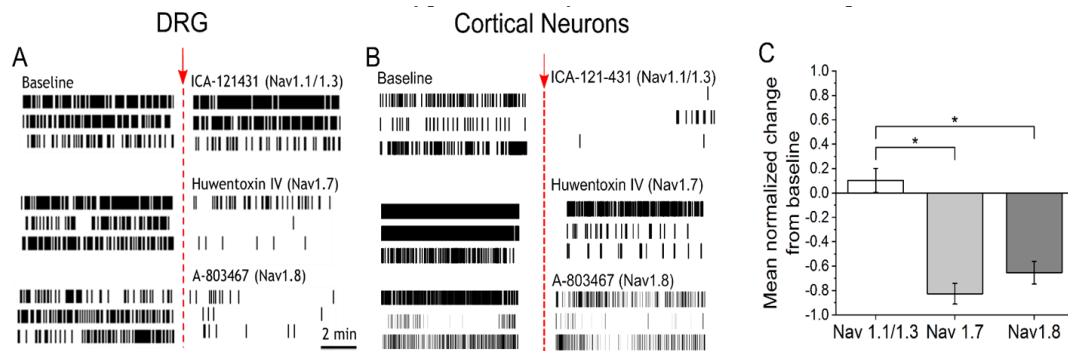 DRG
Cortical Neurons
A
Baseline
ICA-121431 (Nav1.1/1.3)
Huwentoxin IV (Nav1.7)
A-803467 (Nav1.8)
2 min
B
Baseline
ICA-121-431 (Nav1.1/1.3)
Huwentoxin IV (Nav1.7)
A-803467 (Nav1.8)
C
Mean normalized change
from baseline
1.0
0.8
0.6
0.4
0.2
0.0
-0.2
-0.4
-0.6
-0.8
-1.0
*
*
Nav 1.1/1.3 Nav 1.7 Nav1.8